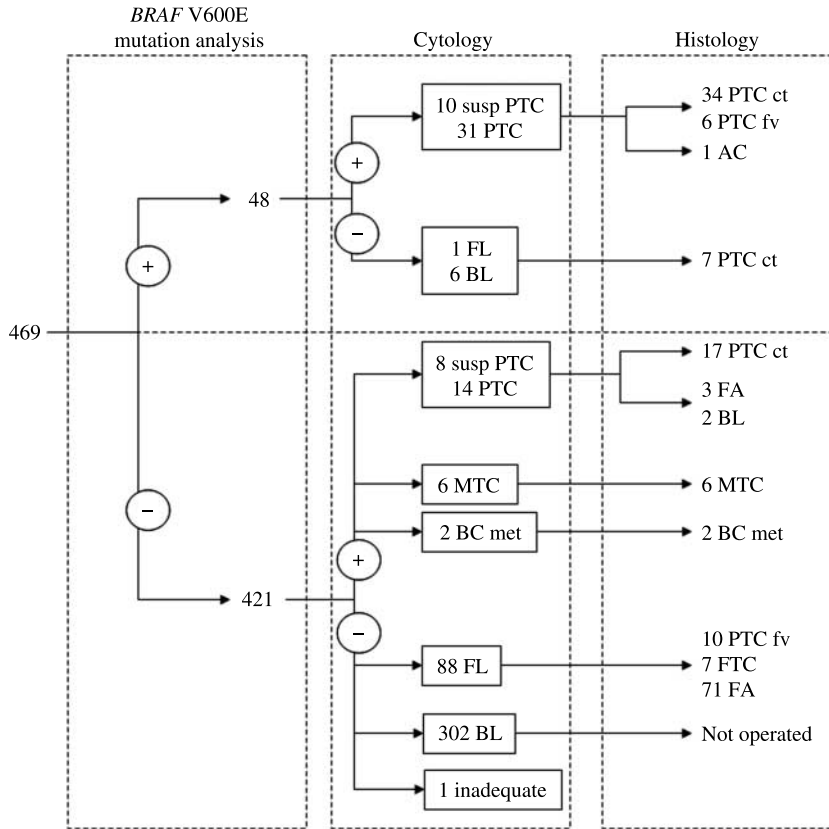 BRAF V600E
mutation analysis
Cytology
Histology
10 susp PTC
31 PTC
34 PTC ct
6 PTC fv
1 AC
+
48
−
1 FL
6 BL
7 PTC ct
+
469
8 susp PTC
14 PTC
17 PTC ct
3 FA
2 BL
6 MTC
6 MTC
−
2 BC met
2 BC met
+
421
−
88 FL
10 PTC fv
7 FTC
71 FA
302 BL
Not operated
1 inadequate